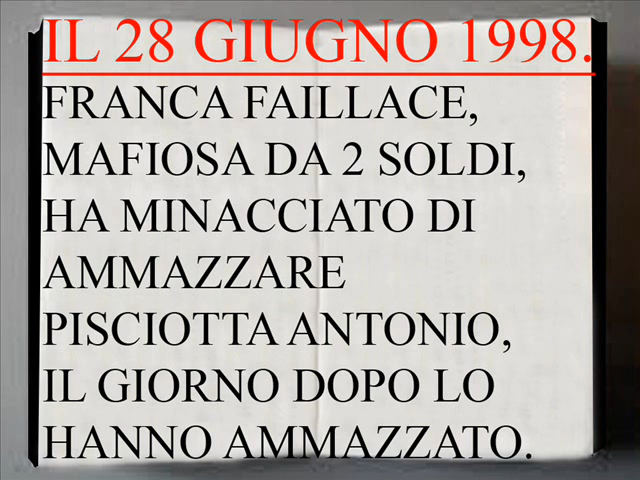 IL 28 GIUGNO 1998.
FRANCA FAILLACE,
MAFIOSA DA 2 SOLDI,
HA MINACCIATO DI
AMMAZZARE
PISCIOTTA ANTONIO,
IL GIORNO DOPO LO
HANNO AMMAZZATO.